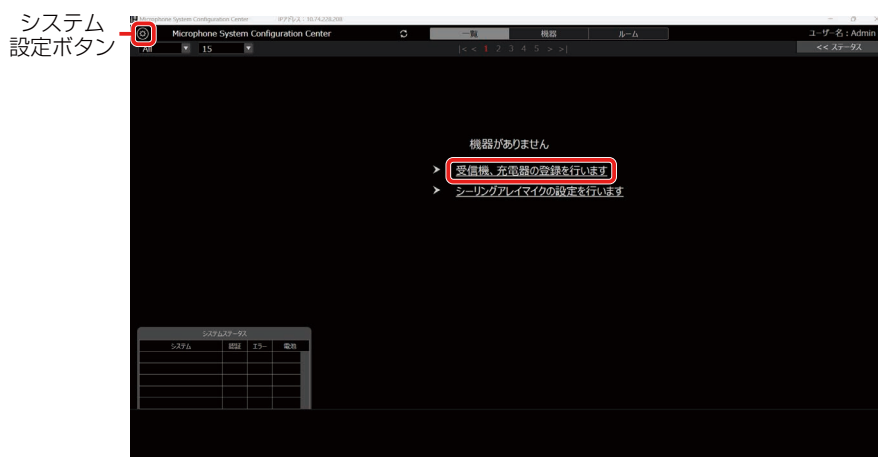 システム
設定ボタン
Microphone System Configuration Center IPアドレス : 10.74.228.208
Microphone System Configuration Center 一覧 機器 ルーム ユーザー名 : Admin
All 15 |< < 1 2 3 4 5 > >| << ステータス
機器がありません
受信機、充電器の登録を行います
シーリングアレイマイクの設定を行います
システムステータス
システム 認証 エラー 電池